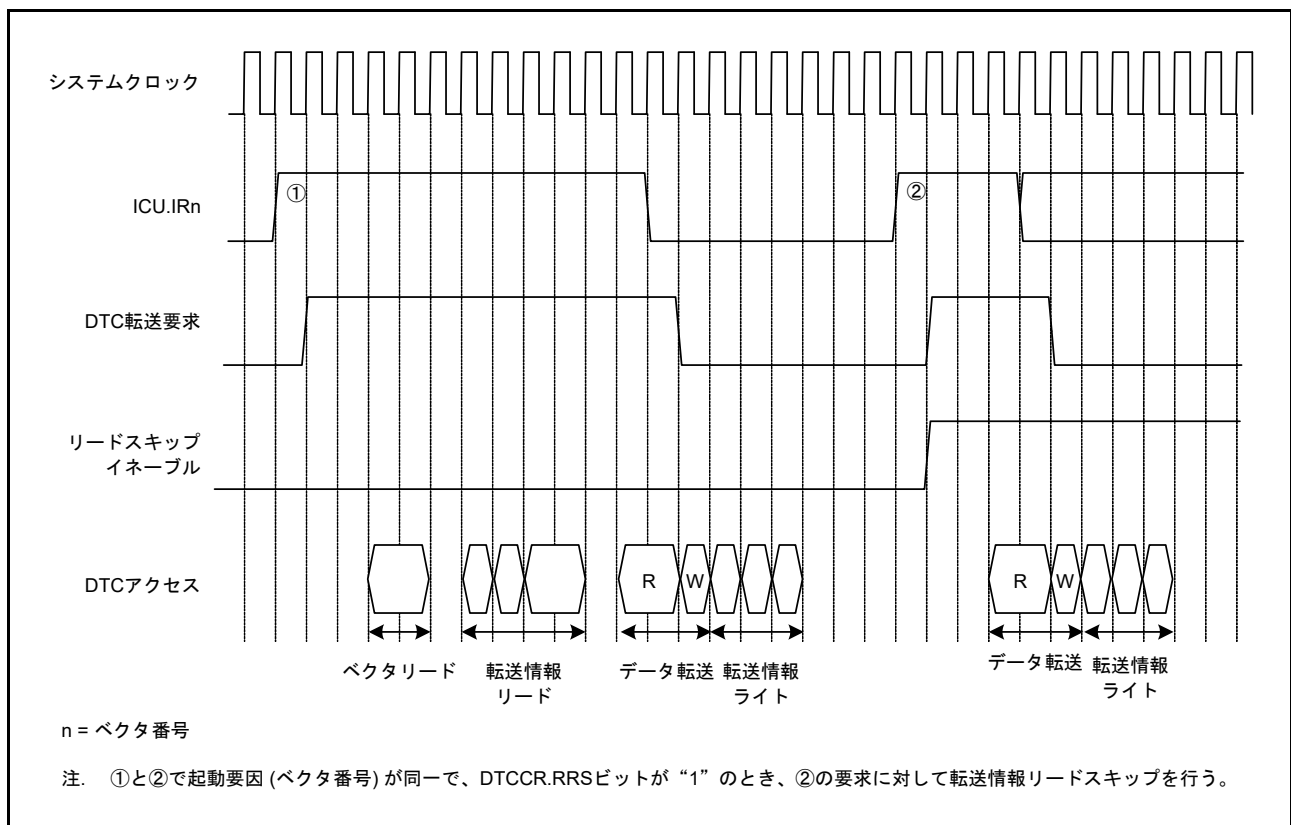 システムクロック
ICU.IRn
①
②
DTC転送要求
リードスキップ
イネーブル
DTCアクセス
R
W
R
W
ベクタリード
転送情報
リード
データ転送
転送情報
ライト
データ転送
転送情報
ライト
n = ベクタ番号
注. ①と②で起動要因 (ベクタ番号) が同一で、DTCCR.RRSビットが“1”のとき、②の要求に対して転送情報リードスキップを行う。